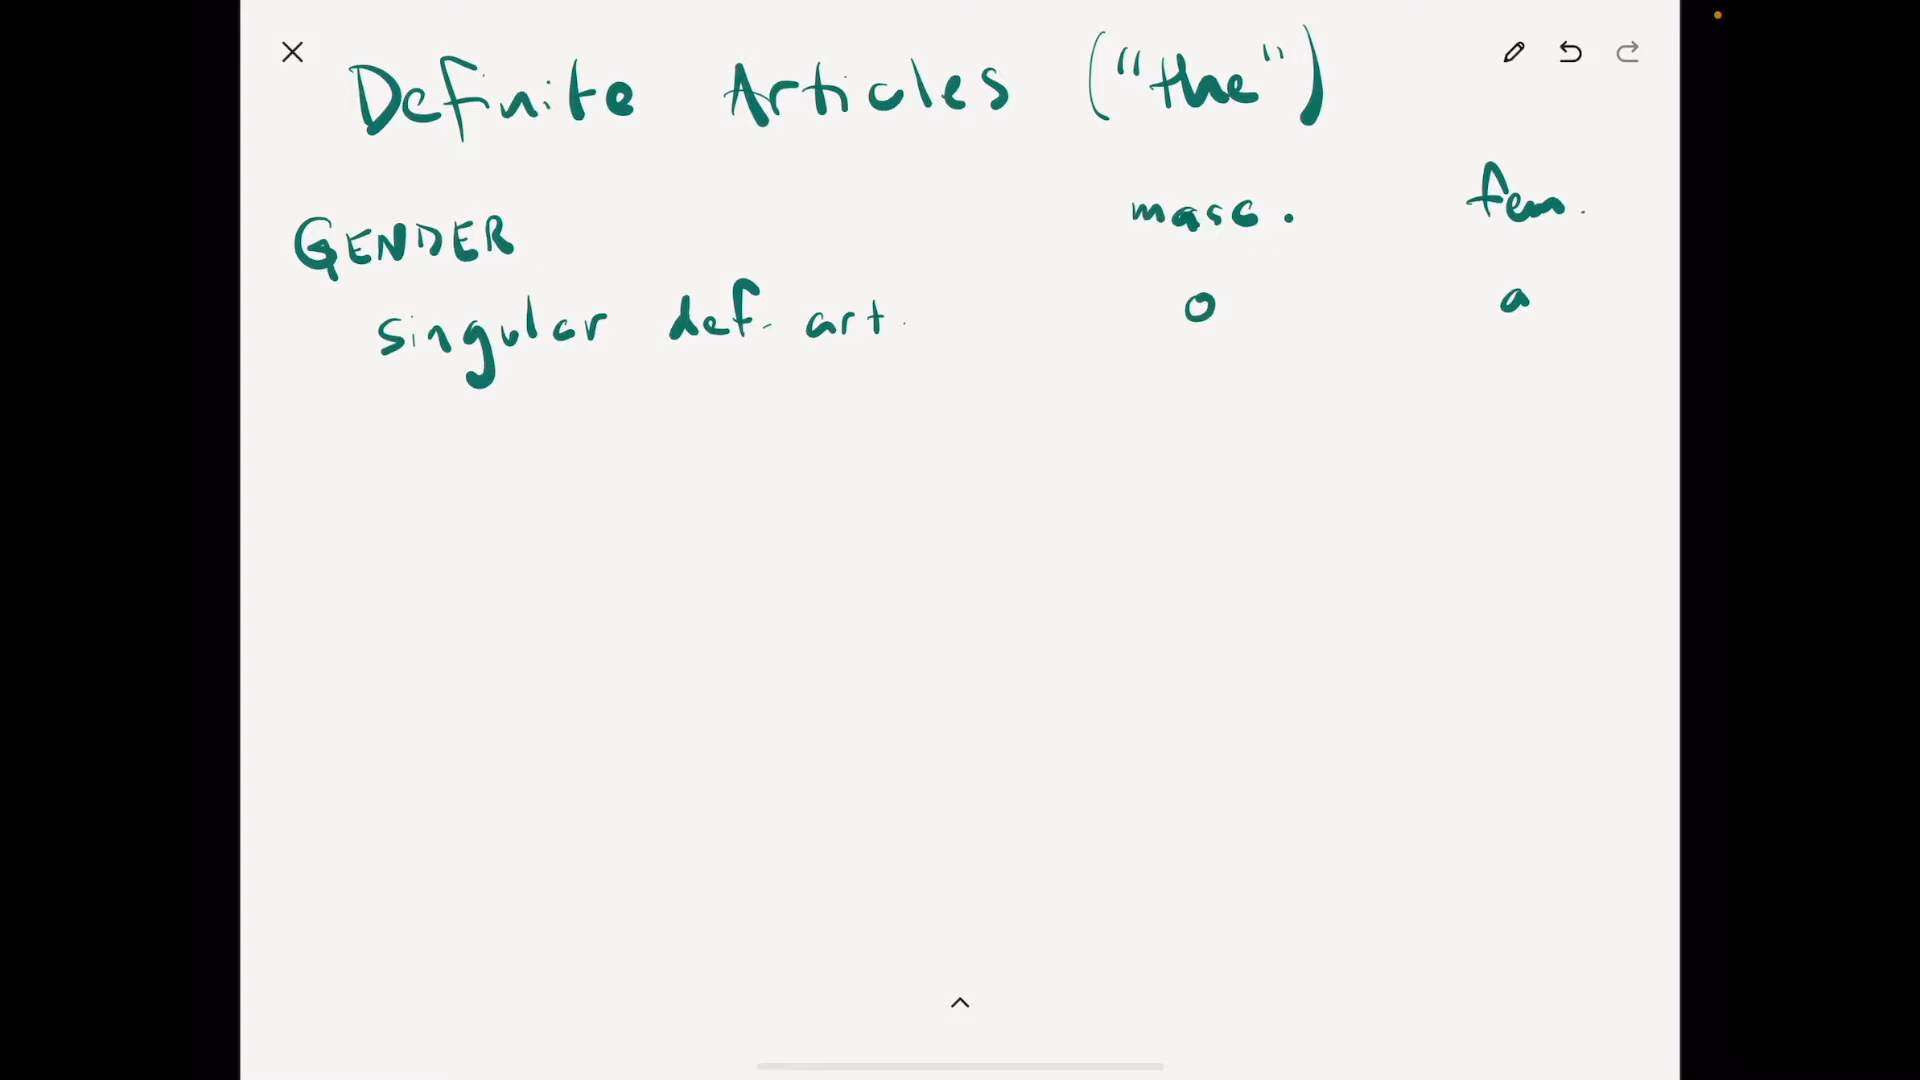 Definite Articles ("the")
GENDER masc. fem.
singular def. art. o a